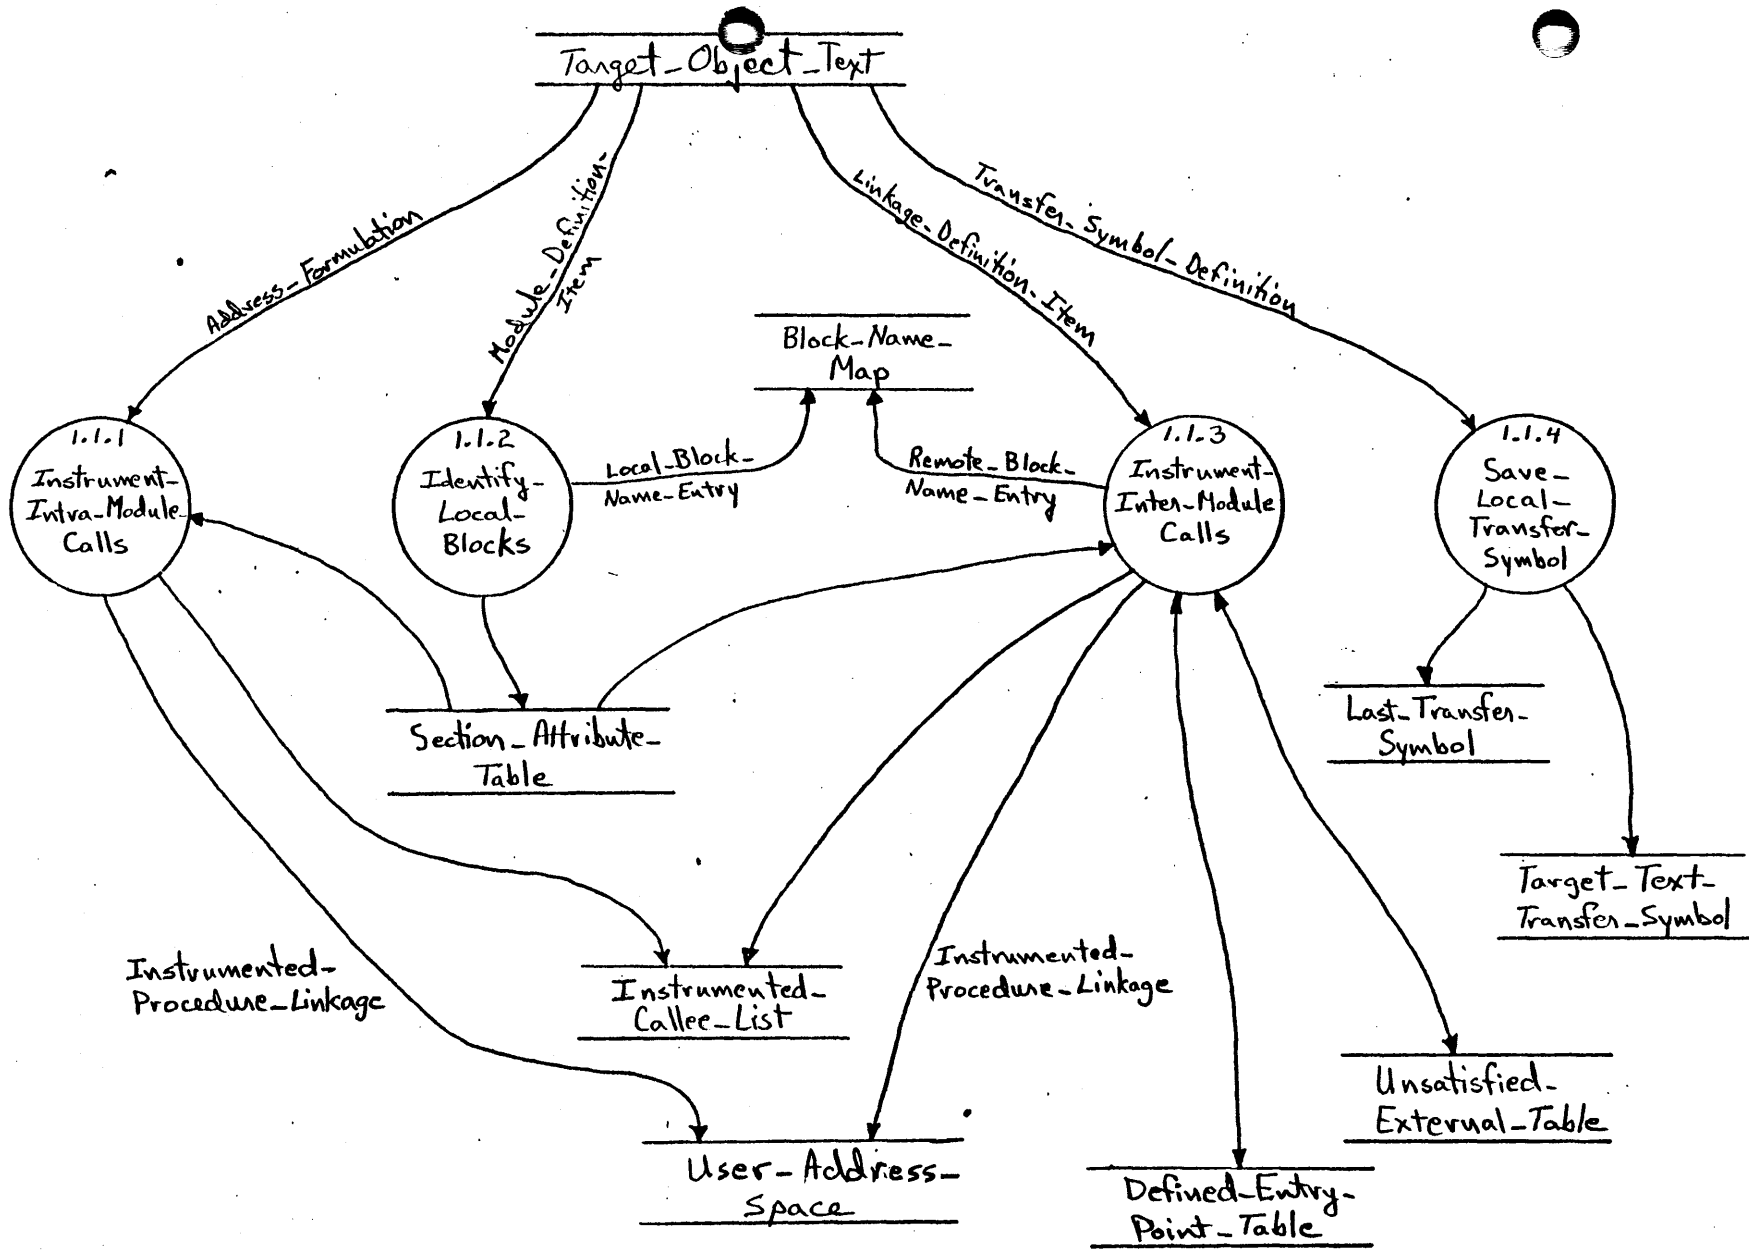 Target_Object_Text
Address_Formulation
Module_Definition_
Item
Linkage_Definition_Item
Transfer_Symbol_Definition
Block_Name_
Map
1.1.1
Instrument_
Intra_Module_
Calls
1.1.2
Identify_
Local_
Blocks
Local_Block_
Name_Entry
Remote_Block_
Name_Entry
1.1.3
Instrument_
Inter_Module
Calls
1.1.4
Save_
Local_
Transfer_
Symbol
Section_Attribute_
Table
Last_Transfer_
Symbol
Target_Text_
Transfer_Symbol
Instrumented_
Procedure_Linkage
Instrumented_
Callee_List
Instrumented_
Procedure_Linkage
Unsatisfied_
External_Table
User_Address_
Space
Defined_Entry_
Point_Table